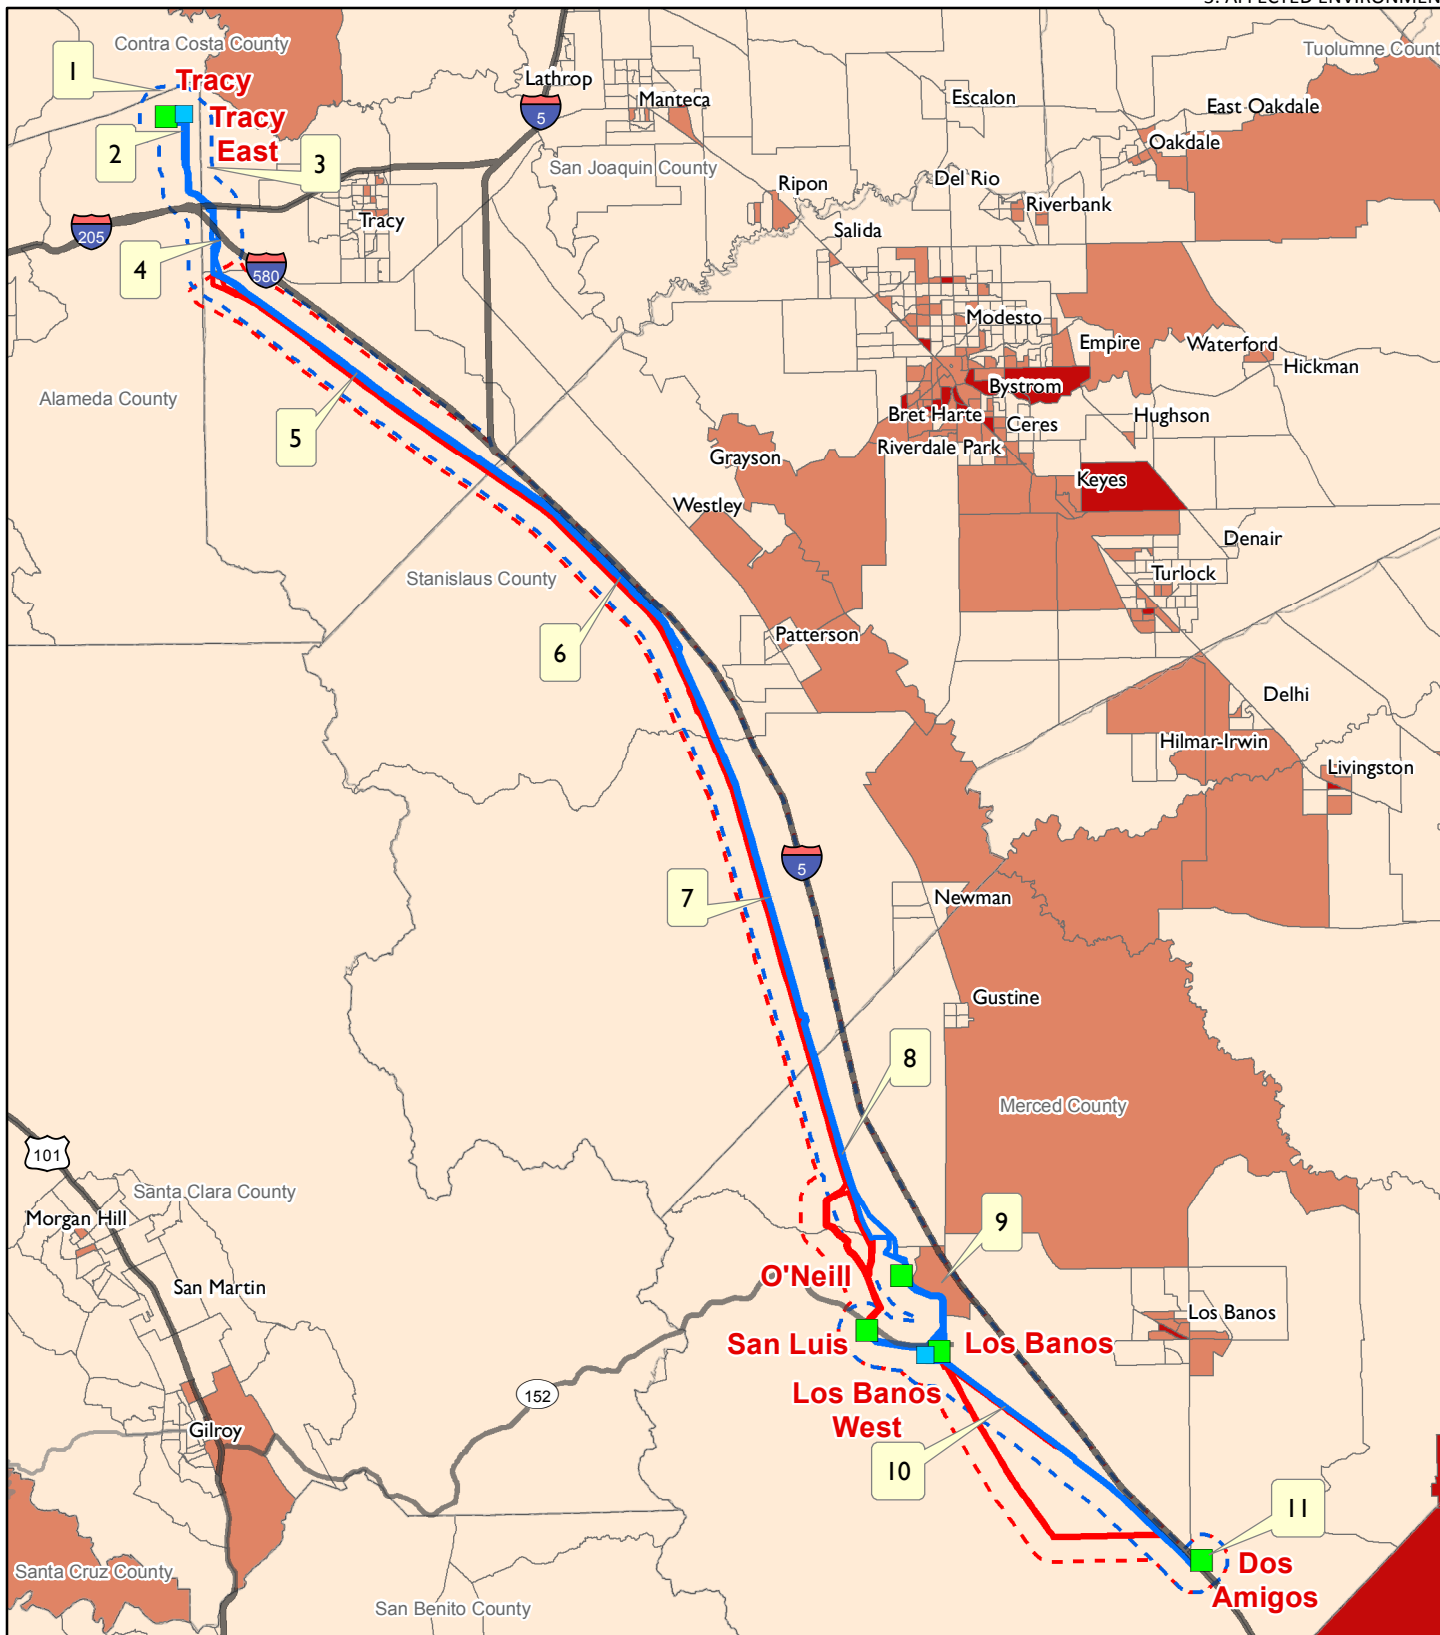 Contra Costa County
Tuolumne Count
1
Tracy
Lathrop
Manteca
Escalon
East Oakdale
5
Tracy
East
Oakdale
2
3
San Joaquin County
Ripon
Del Rio
Riverbank
Tracy
Salida
205
4
580
Modesto
Empire
Waterford
Hickman
Bystrom
Alameda County
Bret Harte
Ceres
Hughson
5
Riverdale Park
Grayson
Keyes
Westley
Denair
Stanislaus County
Turlock
Patterson
6
Delhi
Hilmar-Irwin
Livingston
5
7
Newman
Gustine
8
Merced County
101
Santa Clara County
Morgan Hill
9
O'Neill
San Martin
Los Banos
San Luis
Los Banos
152
Los Banos
West
Gilroy
10
11
Dos
Amigos
Santa Cruz County
San Benito County